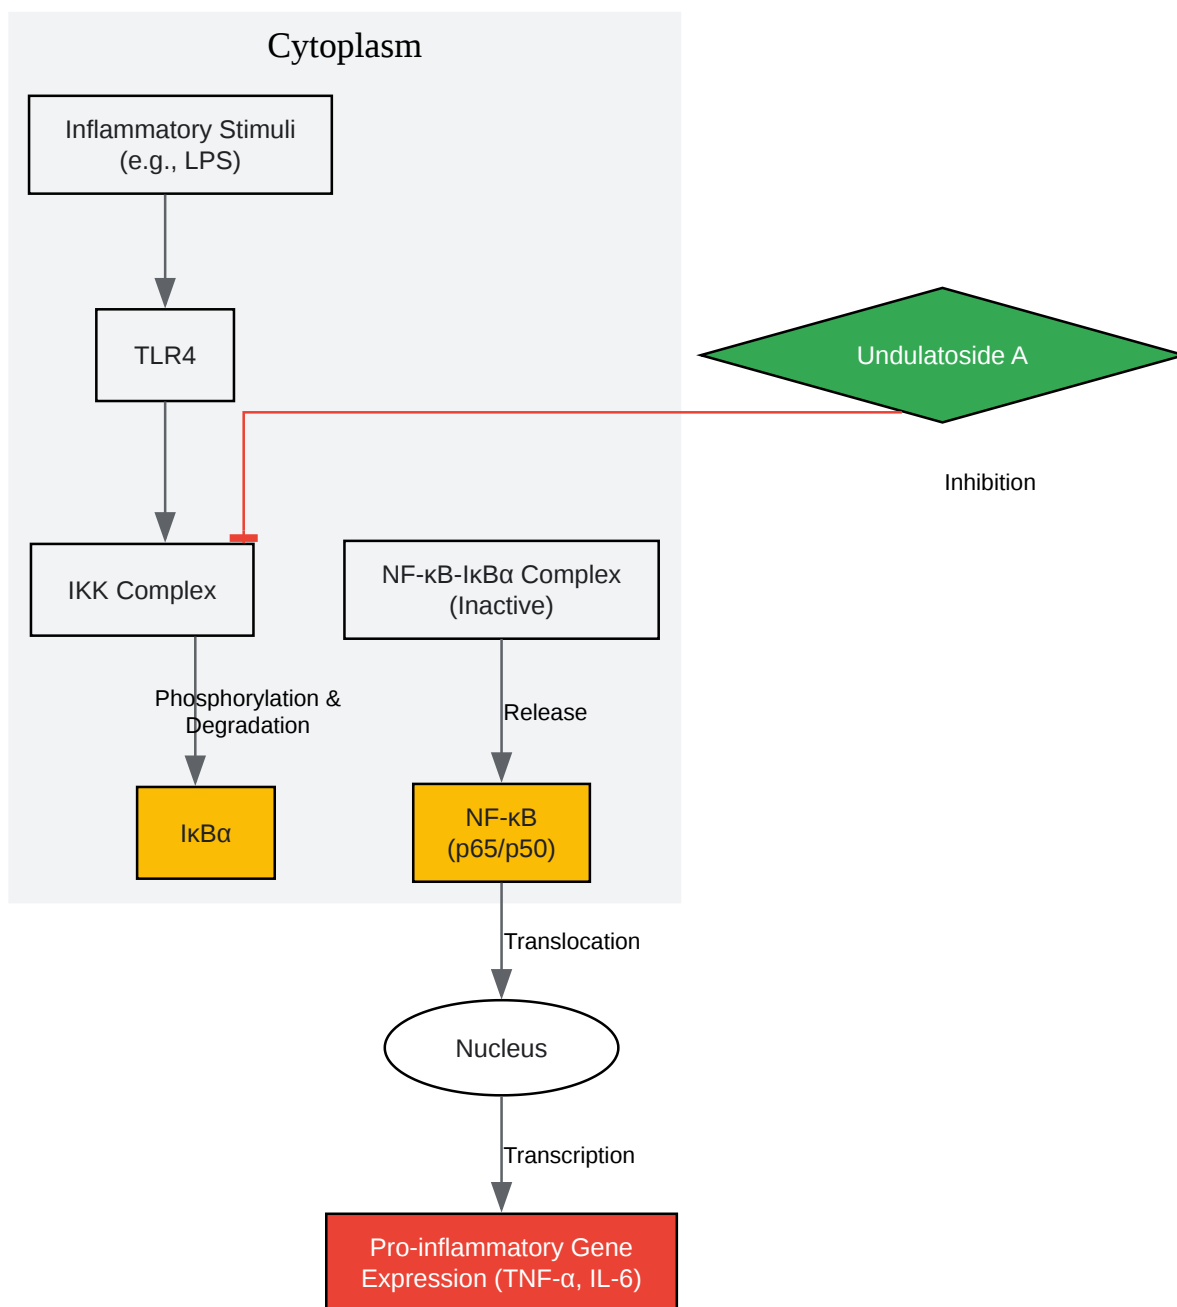 Cytoplasm
Inflammatory Stimuli
(e.g., LPS)
TLR4
Undulatoside A
Inhibition
IKK Complex
NF-κB-IκBα Complex
(Inactive)
Phosphorylation &
Degradation
Release
IκBα
NF-κB
(p65/p50)
Translocation
Nucleus
Transcription
Pro-inflammatory Gene
Expression (TNF-α, IL-6)